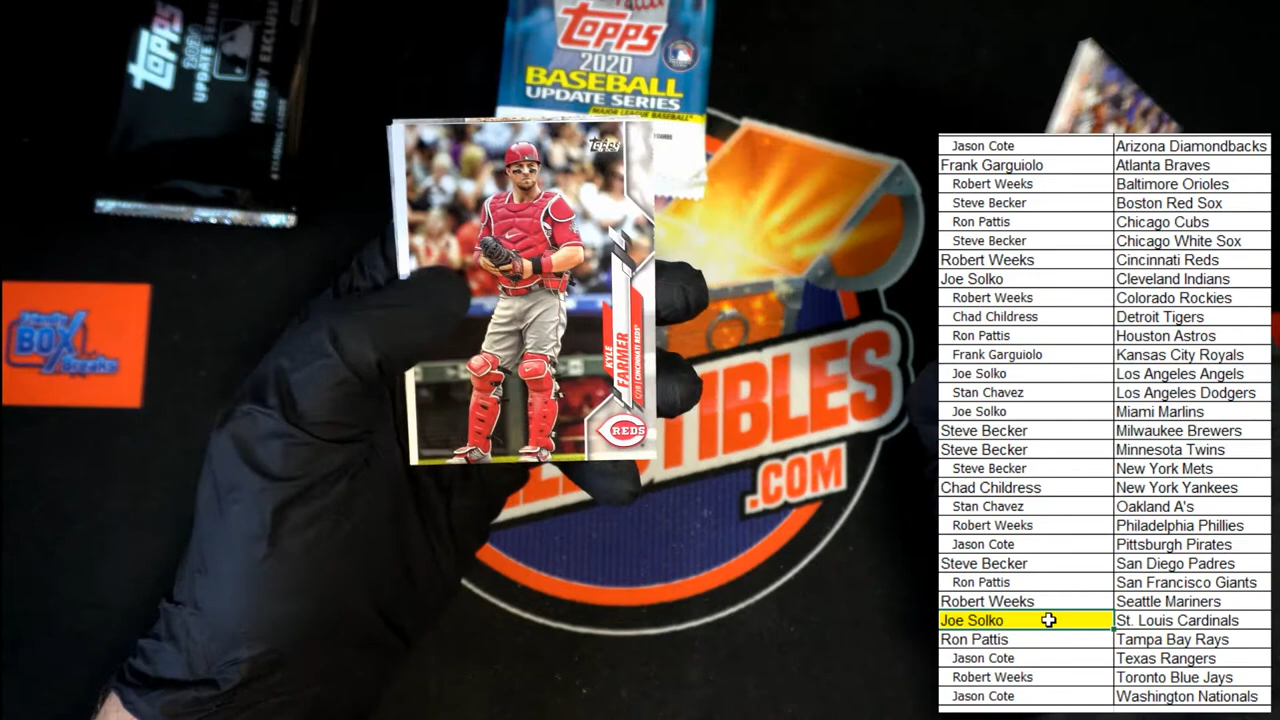 topps
2020
UPDATE SERIES
HOBBY EXCLUSIVE
topps
2020
BASEBALL
UPDATE SERIES
MAJOR LEAGUE BASEBALL
topps
KYLE
FARMER
CINCINNATI REDS
REDS
BOX
Breaks
TIBLES
.COM
Jason Cote Arizona Diamondbacks
Frank Garguiolo Atlanta Braves
Robert Weeks Baltimore Orioles
Steve Becker Boston Red Sox
Ron Pattis Chicago Cubs
Steve Becker Chicago White Sox
Robert Weeks Cincinnati Reds
Joe Solko Cleveland Indians
Robert Weeks Colorado Rockies
Chad Childress Detroit Tigers
Ron Pattis Houston Astros
Frank Garguiolo Kansas City Royals
Joe Solko Los Angeles Angels
Stan Chavez Los Angeles Dodgers
Joe Solko Miami Marlins
Steve Becker Milwaukee Brewers
Steve Becker Minnesota Twins
Steve Becker New York Mets
Chad Childress New York Yankees
Stan Chavez Oakland A's
Robert Weeks Philadelphia Phillies
Jason Cote Pittsburgh Pirates
Steve Becker San Diego Padres
Ron Pattis San Francisco Giants
Robert Weeks Seattle Mariners
Joe Solko St. Louis Cardinals
Ron Pattis Tampa Bay Rays
Jason Cote Texas Rangers
Robert Weeks Toronto Blue Jays
Jason Cote Washington Nationals